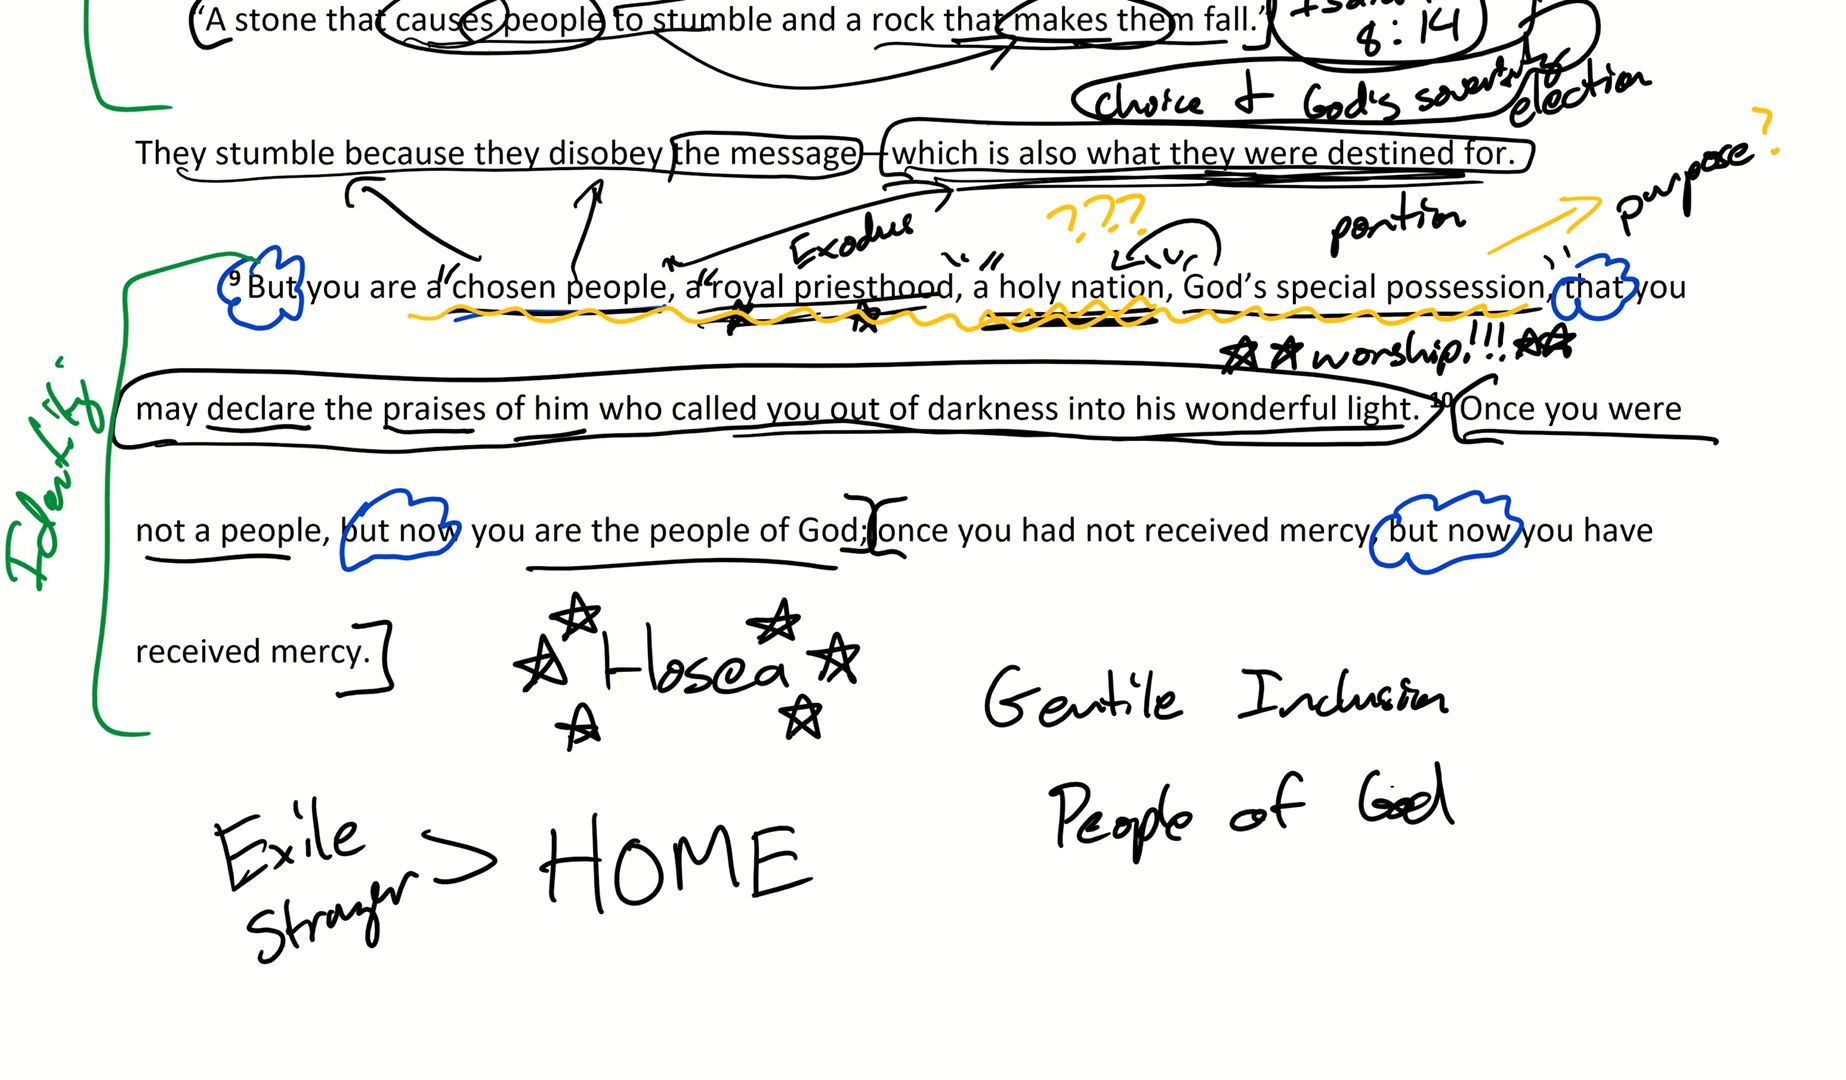 "A stone that causes people to stumble and a rock that makes them fall."
8:14
choice + God's sovereignty
election
They stumble because they disobey the message—which is also what they were destined for.
purpose?
Exodus
???
portion
9 But you are a "chosen people, a "royal priesthood, a holy nation, God's special possession, that you
worship!!!
may declare the praises of him who called you out of darkness into his wonderful light. 10 Once you were
Identity
not a people, but now you are the people of God; once you had not received mercy, but now you have
received mercy.
Hosea
Gentile Inclusion
People of God
Exile
Stranger > HOME